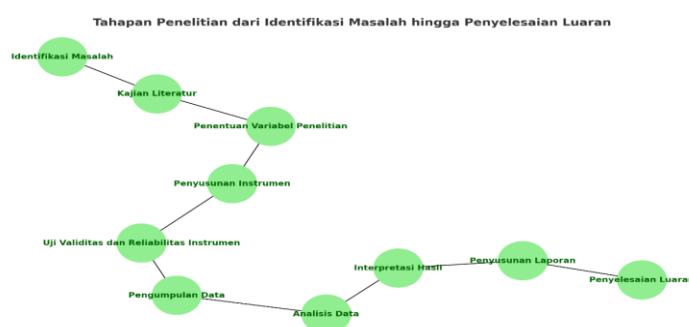 Tahapan Penelitian dari Identifikasi Masalah hingga Penyelesaian Luaran
Identifikasi Masalah
Kajian Literatur
Penentuan Variabel Penelitian
Penyusunan Instrumen
Uji Validitas dan Reliabilitas Instrumen
Pengumpulan Data
Analisis Data
Interpretasi Hasil
Penyusunan Laporan
Penyelesaian Luaran